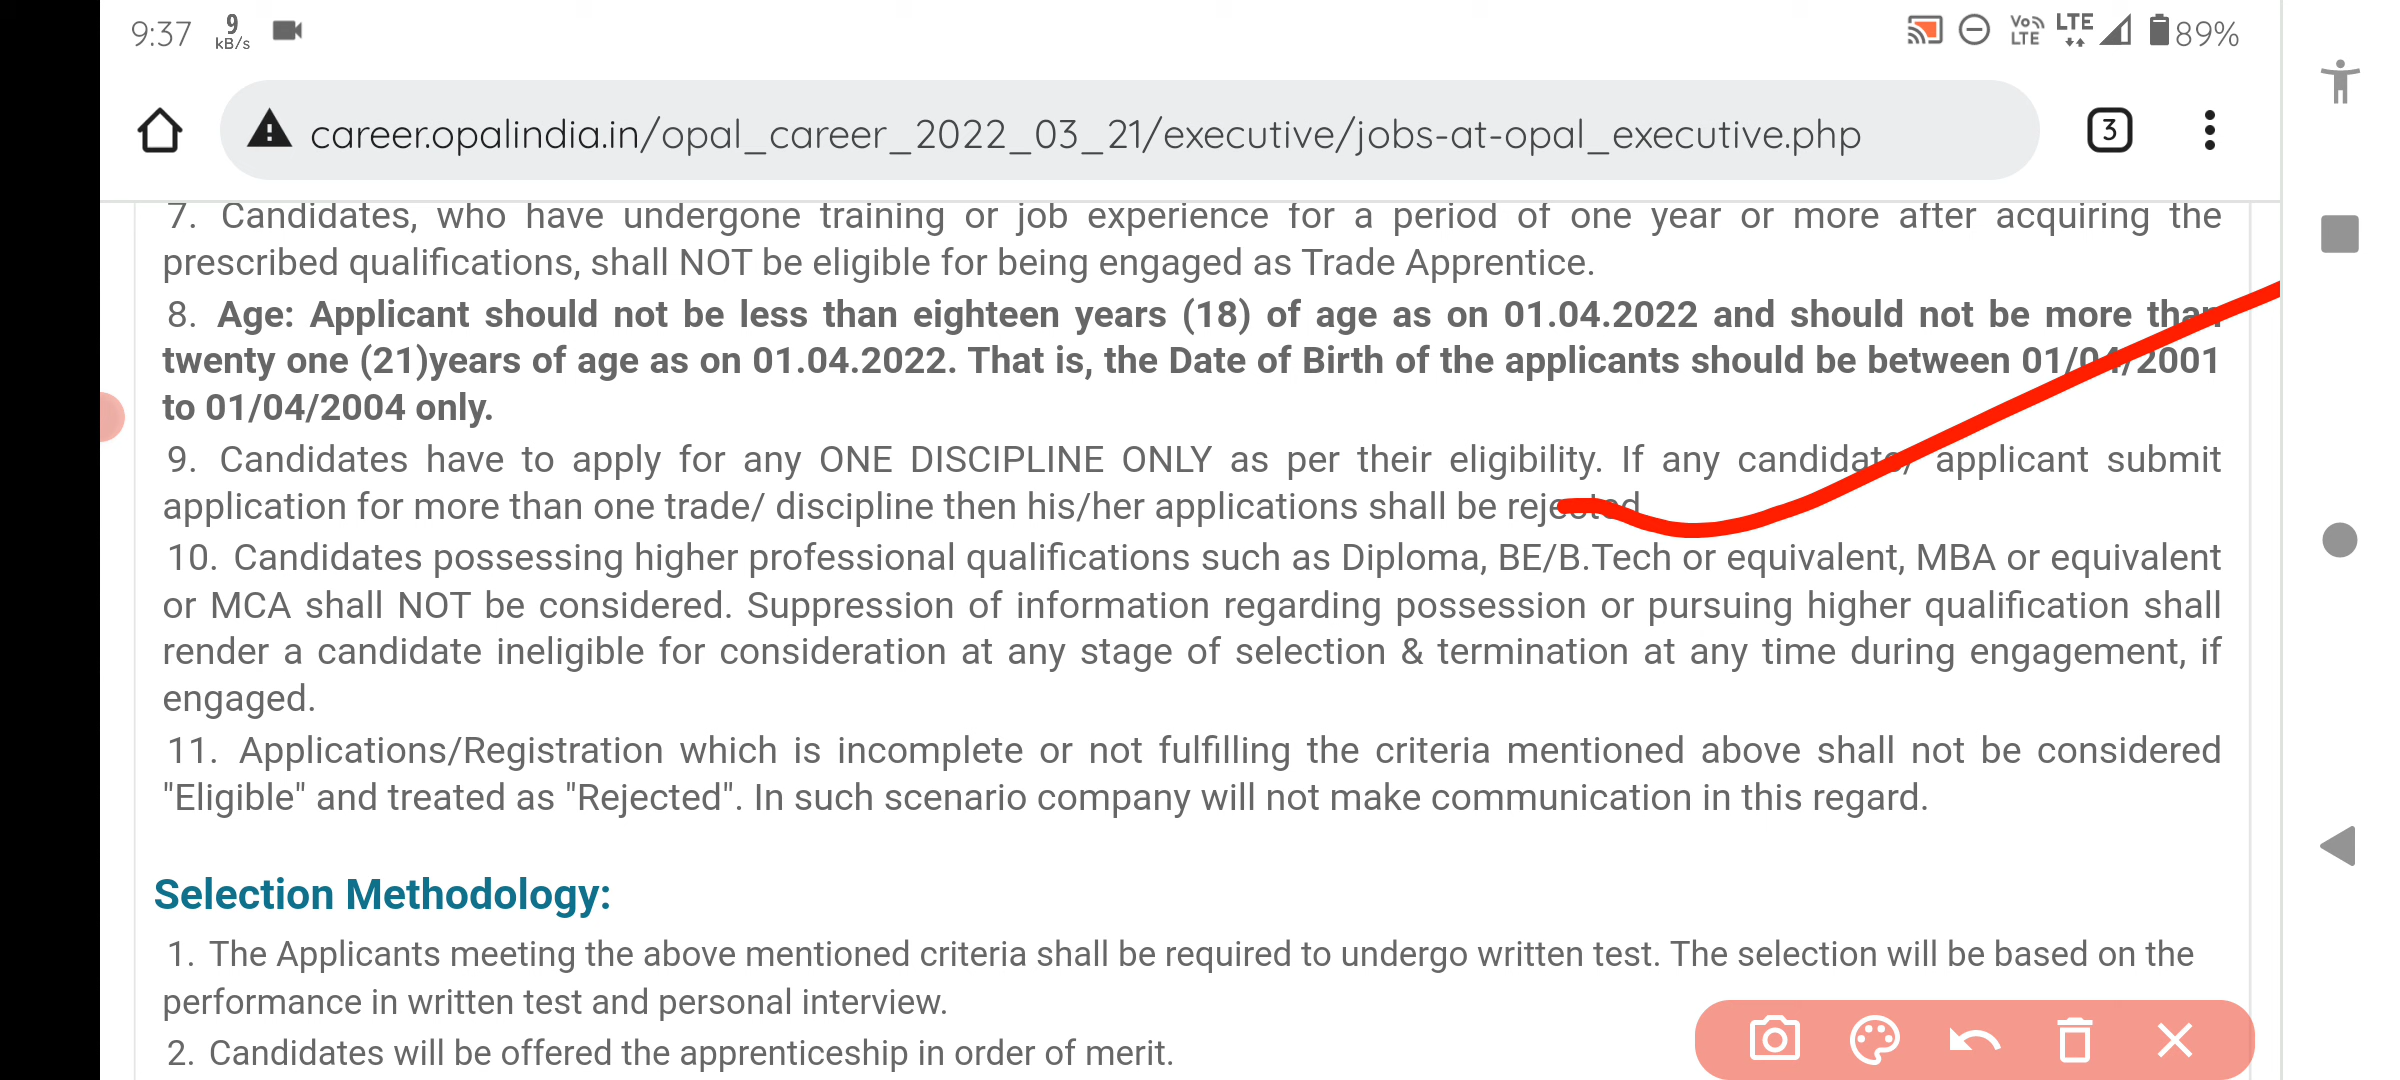 9:37 9 kB/s Vo LTE LTE 89%
career.opalindia.in/opal_career_2022_03_21/executive/jobs-at-opal_executive.php 3
7. Candidates, who have undergone training or job experience for a period of one year or more after acquiring the
prescribed qualifications, shall NOT be eligible for being engaged as Trade Apprentice.
8. Age: Applicant should not be less than eighteen years (18) of age as on 01.04.2022 and should not be more than
twenty one (21)years of age as on 01.04.2022. That is, the Date of Birth of the applicants should be between 01/04/2001
to 01/04/2004 only.
9. Candidates have to apply for any ONE DISCIPLINE ONLY as per their eligibility. If any candidate/ applicant submit
application for more than one trade/ discipline then his/her applications shall be rejected
10. Candidates possessing higher professional qualifications such as Diploma, BE/B.Tech or equivalent, MBA or equivalent
or MCA shall NOT be considered. Suppression of information regarding possession or pursuing higher qualification shall
render a candidate ineligible for consideration at any stage of selection & termination at any time during engagement, if
engaged.
11. Applications/Registration which is incomplete or not fulfilling the criteria mentioned above shall not be considered
"Eligible" and treated as "Rejected". In such scenario company will not make communication in this regard.
Selection Methodology:
1. The Applicants meeting the above mentioned criteria shall be required to undergo written test. The selection will be based on the
performance in written test and personal interview.
2. Candidates will be offered the apprenticeship in order of merit.